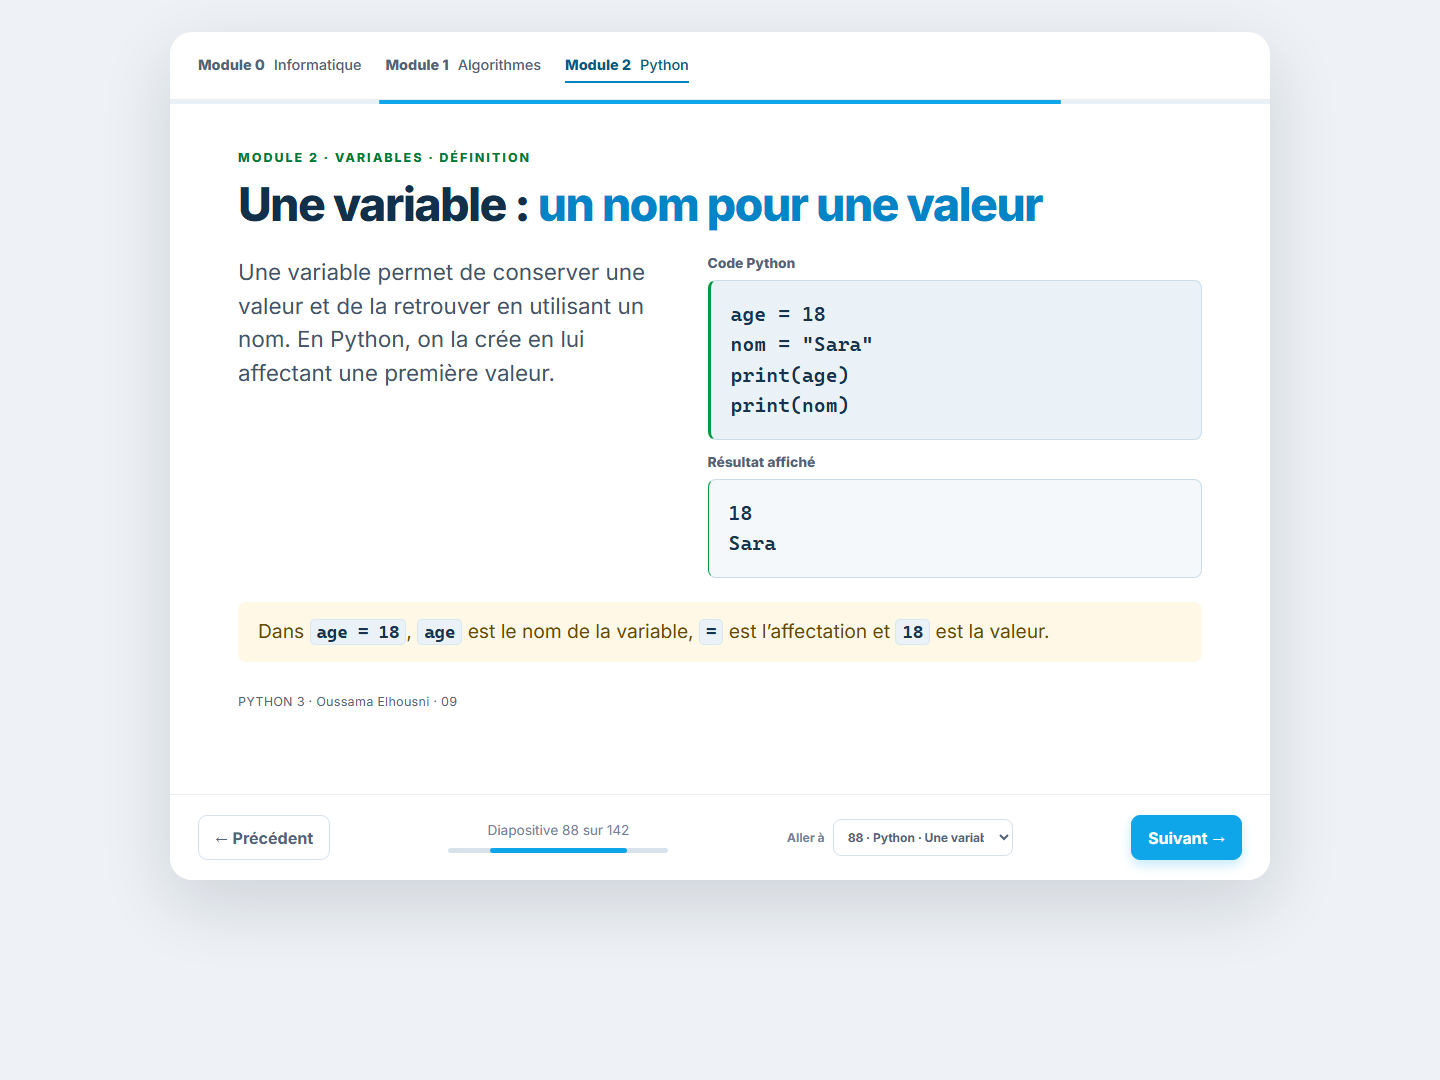 Module 0 Informatique Module 1 Algorithmes Module 2 Python
MODULE 2 · VARIABLES · DÉFINITION
Une variable : un nom pour une valeur
Une variable permet de conserver une
valeur et de la retrouver en utilisant un
nom. En Python, on la crée en lui
affectant une première valeur.
Code Python
age = 18
nom = "Sara"
print(age)
print(nom)
Résultat affiché
18
Sara
Dans age = 18, age est le nom de la variable, = est l’affectation et 18 est la valeur.
PYTHON 3 · Oussama Elhousni · 09
← Précédent
Diapositive 88 sur 142
Aller à
88 · Python · Une variab
Suivant →